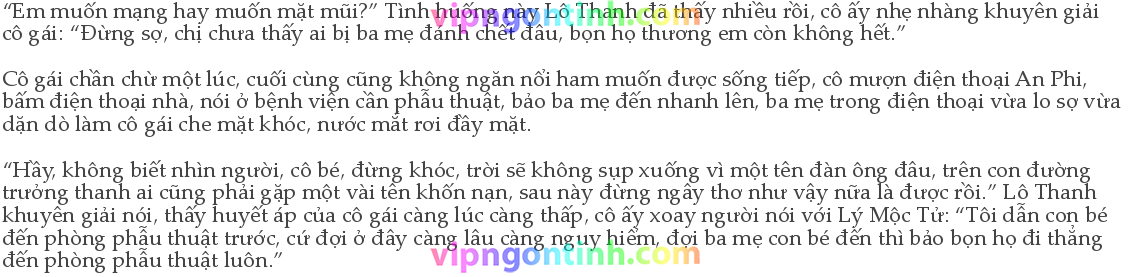 “Em muốn mạng hay muốn mặt mũi?” Tình huống này Lô Thanh đã thấy nhiều rồi, cô ấy nhẹ nhàng khuyên giải
cô gái: “Đừng sợ, chị chưa thấy ai bị ba mẹ đánh chết đâu, bọn họ thương em còn không hết.”
Cô gái chần chừ một lúc, cuối cùng cũng không ngăn nổi ham muốn được sống tiếp, cô mượn điện thoại An Phi,
bấm điện thoại nhà, nói ở bệnh viện cần phẫu thuật, bảo ba mẹ đến nhanh lên, ba mẹ trong điện thoại vừa lo sợ vừa
dặn dò làm cô gái che mặt khóc, nước mắt rơi đầy mặt.
“Hầy, không biết nhìn người, cô bé, đừng khóc, trời sẽ không sụp xuống vì một tên đàn ông đâu, trên con đường
trưởng thanh ai cũng phải gặp một vài tên khốn nạn, sau này đừng ngây thơ như vậy nữa là được rồi.” Lô Thanh
khuyên giải nói, thấy huyết áp của cô gái càng lúc càng thấp, cô ấy xoay người nói với Lý Mộc Tử: “Tôi dẫn con bé
đến phòng phẫu thuật trước, cứ đợi ở đây càng lâu càng nguy hiểm, đợi ba mẹ con bé đến thì bảo bọn họ đi thẳng
đến phòng phẫu thuật luôn.”
vipngontinh.com
vipngontinh.com